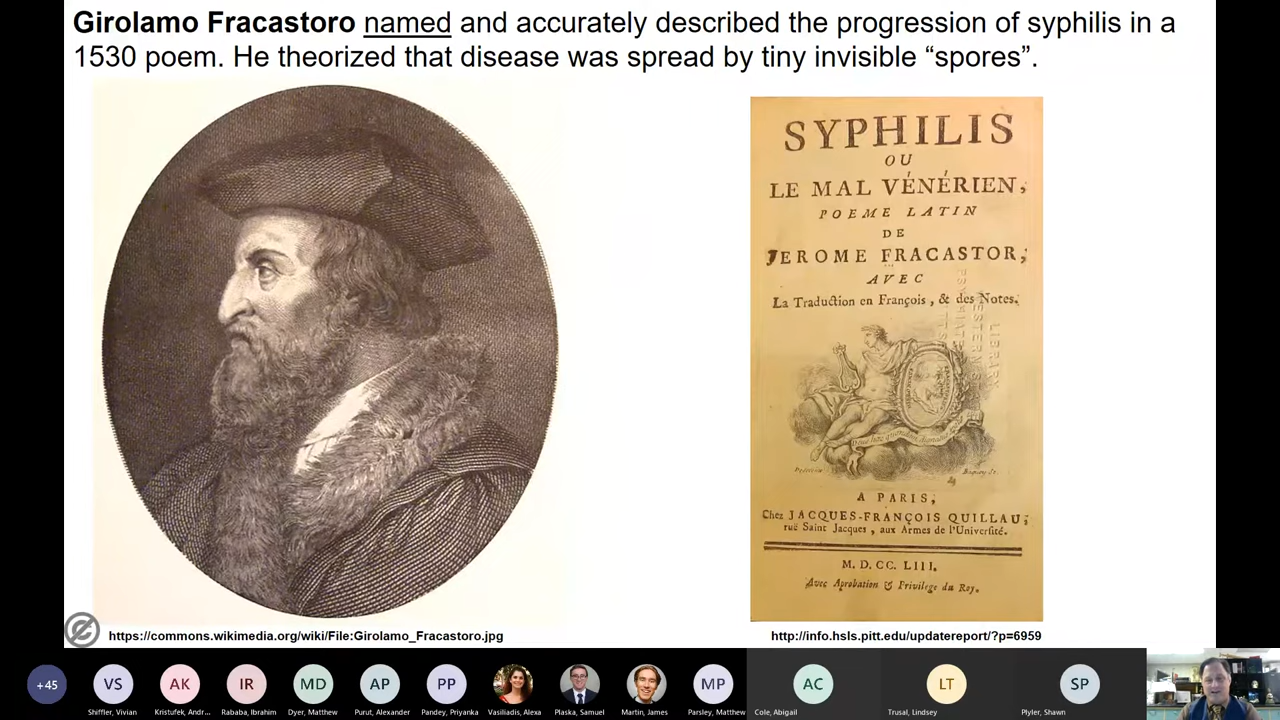 Girolamo Fracastoro named and accurately described the progression of syphilis in a
1530 poem. He theorized that disease was spread by tiny invisible “spores”.
SYPHILIS
OU
LE MAL VÉNÉRIEN,
POEME LATIN
DE
JEROME FRACASTOR,
AVEC
La Traduction en François, & des Notes.
A PARIS,
Chez JACQUES-FRANÇOIS QUILLAU,
rue Saint Jacques, aux Armes de l'Université.
M. D. CC. LIII.
Avec Aprobation & Privilege du Roy.
https://commons.wikimedia.org/wiki/File:Girolamo_Fracastoro.jpg
http://info.hsls.pitt.edu/updatereport/?p=6959
+45
VS
AK
IR
MD
AP
PP
MP
AC
LT
SP
Shiffler, Vivian
Kristufek, Andr...
Rababa, Ibrahim
Dyer, Matthew
Purut, Alexander
Pandey, Priyanka
Vasiliadis, Alexa
Plaska, Samuel
Martin, James
Parsley, Matthew
Cole, Abigail
Trusal, Lindsey
Plyler, Shawn